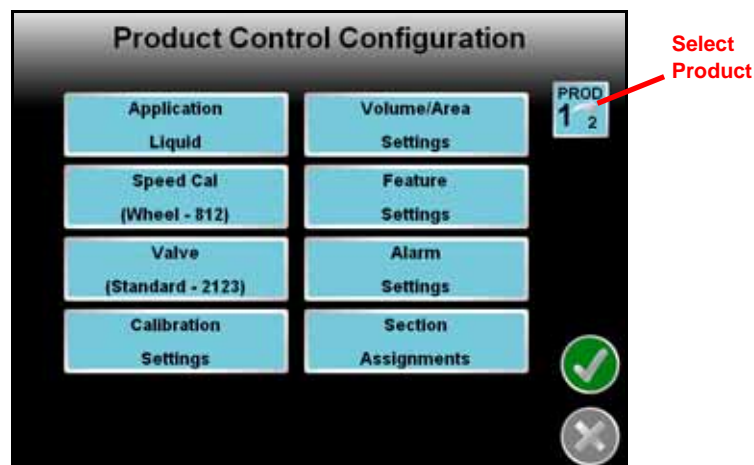 Product Control Configuration
Select
Product
PROD
1 2
Application
Liquid
Volume/Area
Settings
Speed Cal
(Wheel - 812)
Feature
Settings
Valve
(Standard - 2123)
Alarm
Settings
Calibration
Settings
Section
Assignments